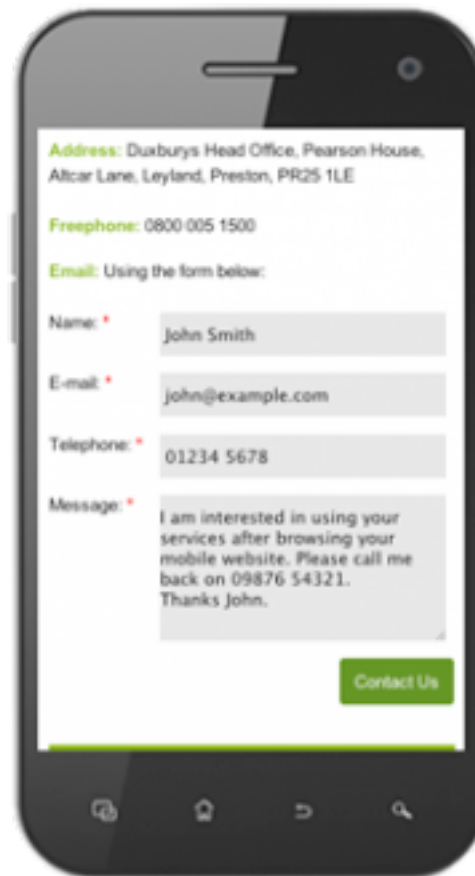 Address: Duxburys Head Office, Pearson House,
Altcar Lane, Leyland, Preston, PR25 1LE
Freephone: 0800 005 1500
Email: Using the form below:
Name: * John Smith
E-mail: * john@example.com
Telephone: * 01234 5678
Message: * I am interested in using your
services after browsing your
mobile website. Please call me
back on 09876 54321.
Thanks John.
Contact Us